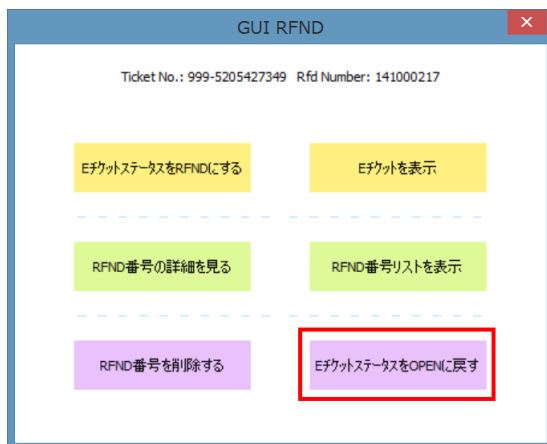 GUI RFND
Ticket No.: 999-5205427349 Rfd Number: 141000217
EチケットステータスをRFNDにする
Eチケットを表示
RFND番号の詳細を見る
RFND番号リストを表示
RFND番号を削除する
EチケットステータスをOPENに戻す